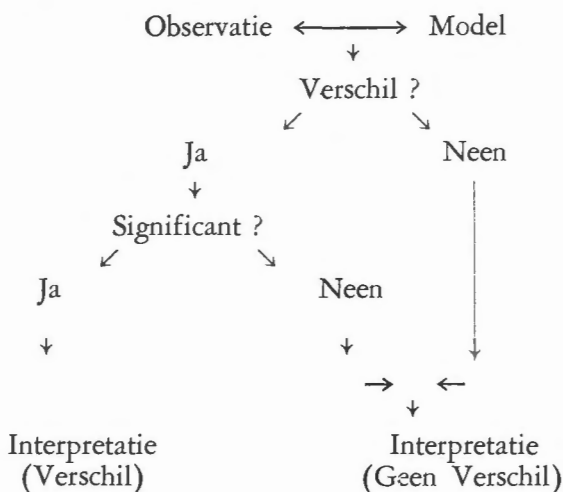 Observatie Model
Verschil ?
Ja Neen
Significant ?
Ja Neen
Interpretatie Interpretatie
(Verschil) (Geen Verschil)